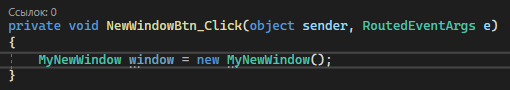 Ссылок: 0
private void NewWindowBtn_Click(object sender, RoutedEventArgs e)
{
    MyNewWindow window = new MyNewWindow();
}